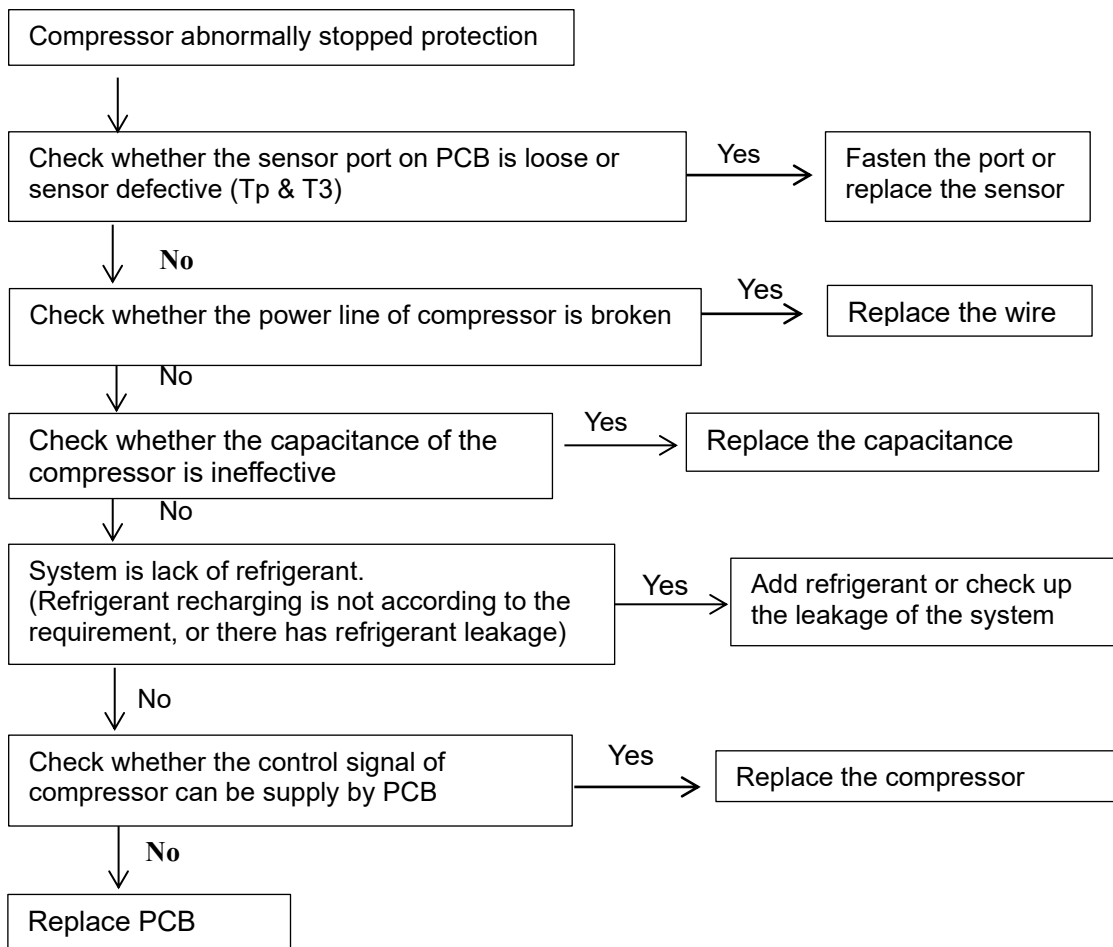 Compressor abnormally stopped protection
Check whether the sensor port on PCB is loose or
sensor defective (Tp & T3)
Yes
Fasten the port or
replace the sensor
No
Check whether the power line of compressor is broken
Yes
Replace the wire
No
Check whether the capacitance of the
compressor is ineffective
Yes
Replace the capacitance
No
System is lack of refrigerant.
(Refrigerant recharging is not according to the
requirement, or there has refrigerant leakage)
Yes
Add refrigerant or check up
the leakage of the system
No
Check whether the control signal of
compressor can be supply by PCB
Yes
Replace the compressor
No
Replace PCB